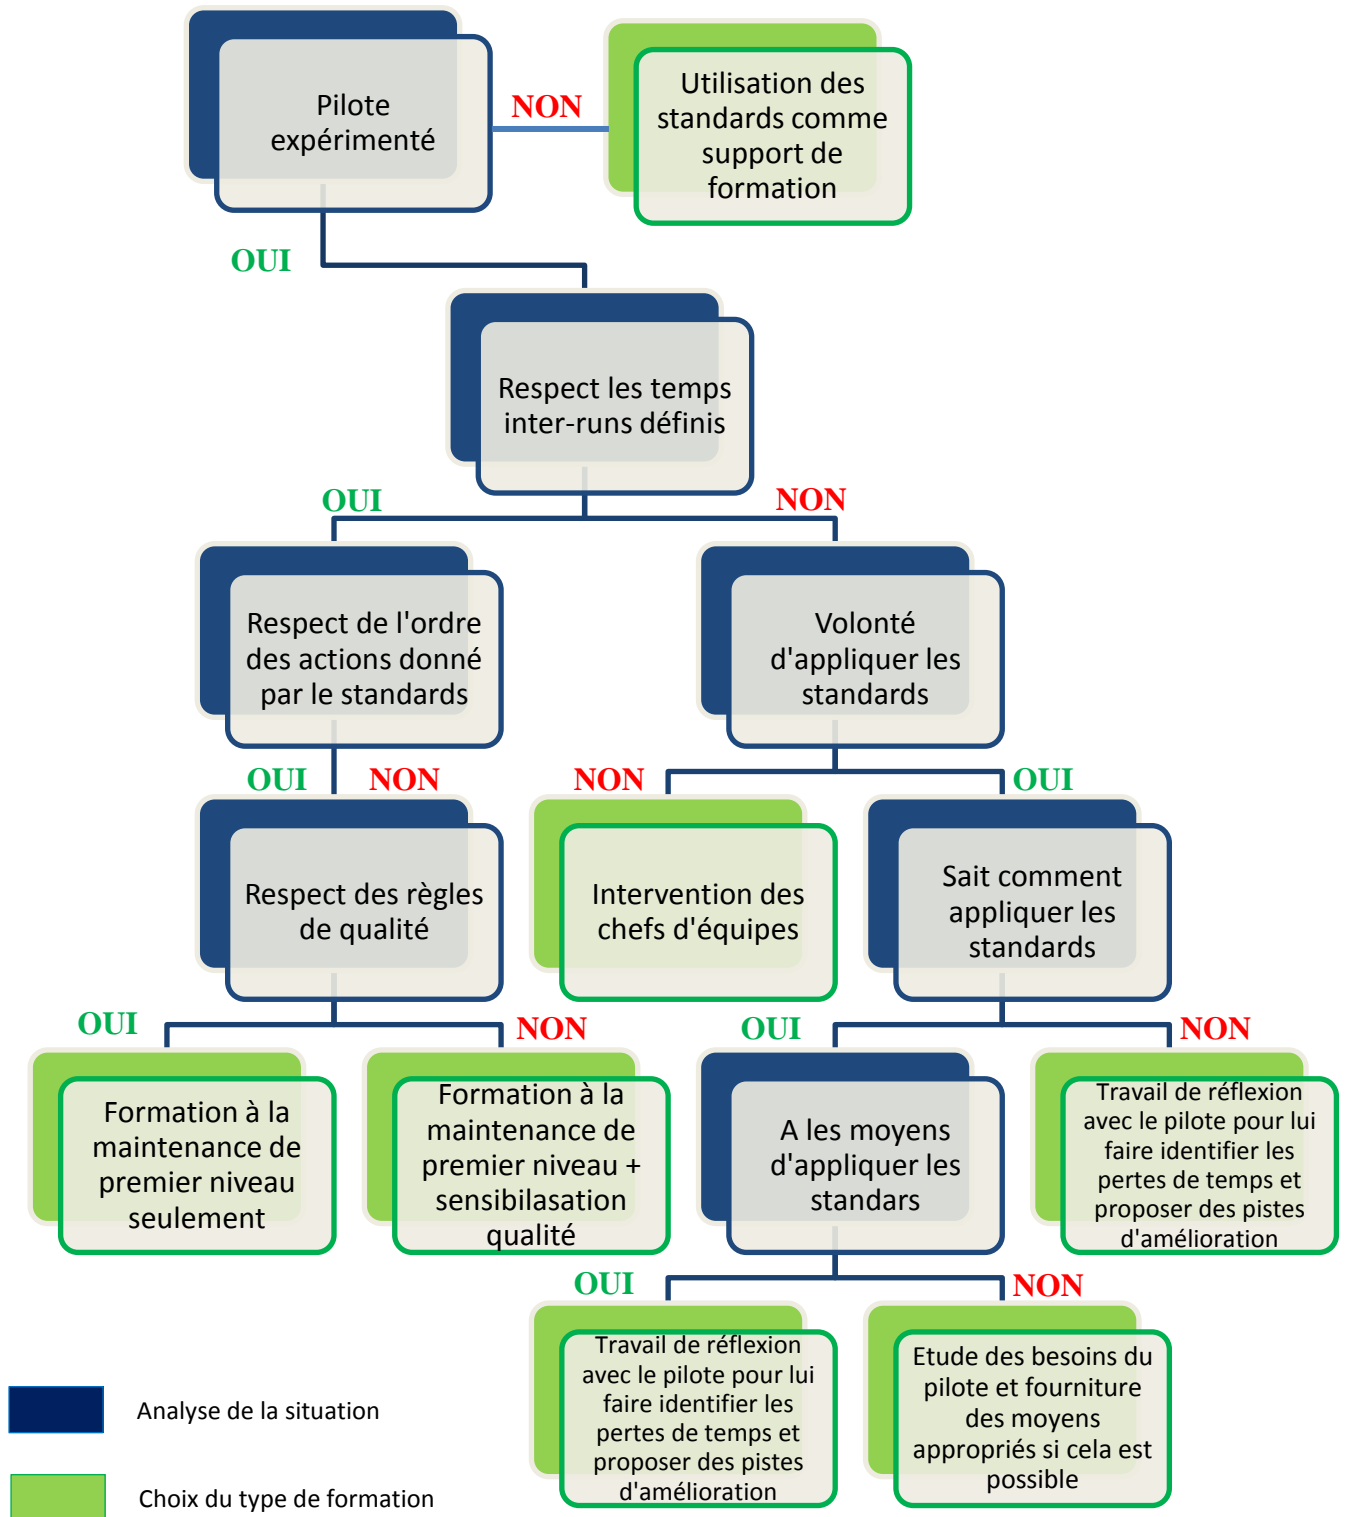 Pilote
expérimenté
NON
Utilisation des
standards comme
support de
formation
OUI
Respect les temps
inter-runs définis
OUI
NON
Respect de l'ordre
des actions donné
par le standards
Volonté
d'appliquer les
standards
OUI
NON
NON
OUI
Respect des règles
de qualité
Intervention des
chefs d'équipes
Sait comment
appliquer les
standards
OUI
NON
OUI
NON
Formation à la
maintenance de
premier niveau
seulement
Formation à la
maintenance de
premier niveau +
sensibilasation
qualité
A les moyens
d'appliquer les
standars
Travail de réflexion
avec le pilote pour lui
faire identifier les
pertes de temps et
proposer des pistes
d'amélioration
OUI
NON
Travail de réflexion
avec le pilote pour lui
faire identifier les
pertes de temps et
proposer des pistes
d'amélioration
Etude des besoins du
pilote et fourniture
des moyens
appropriés si cela est
possible
Analyse de la situation
Choix du type de formation